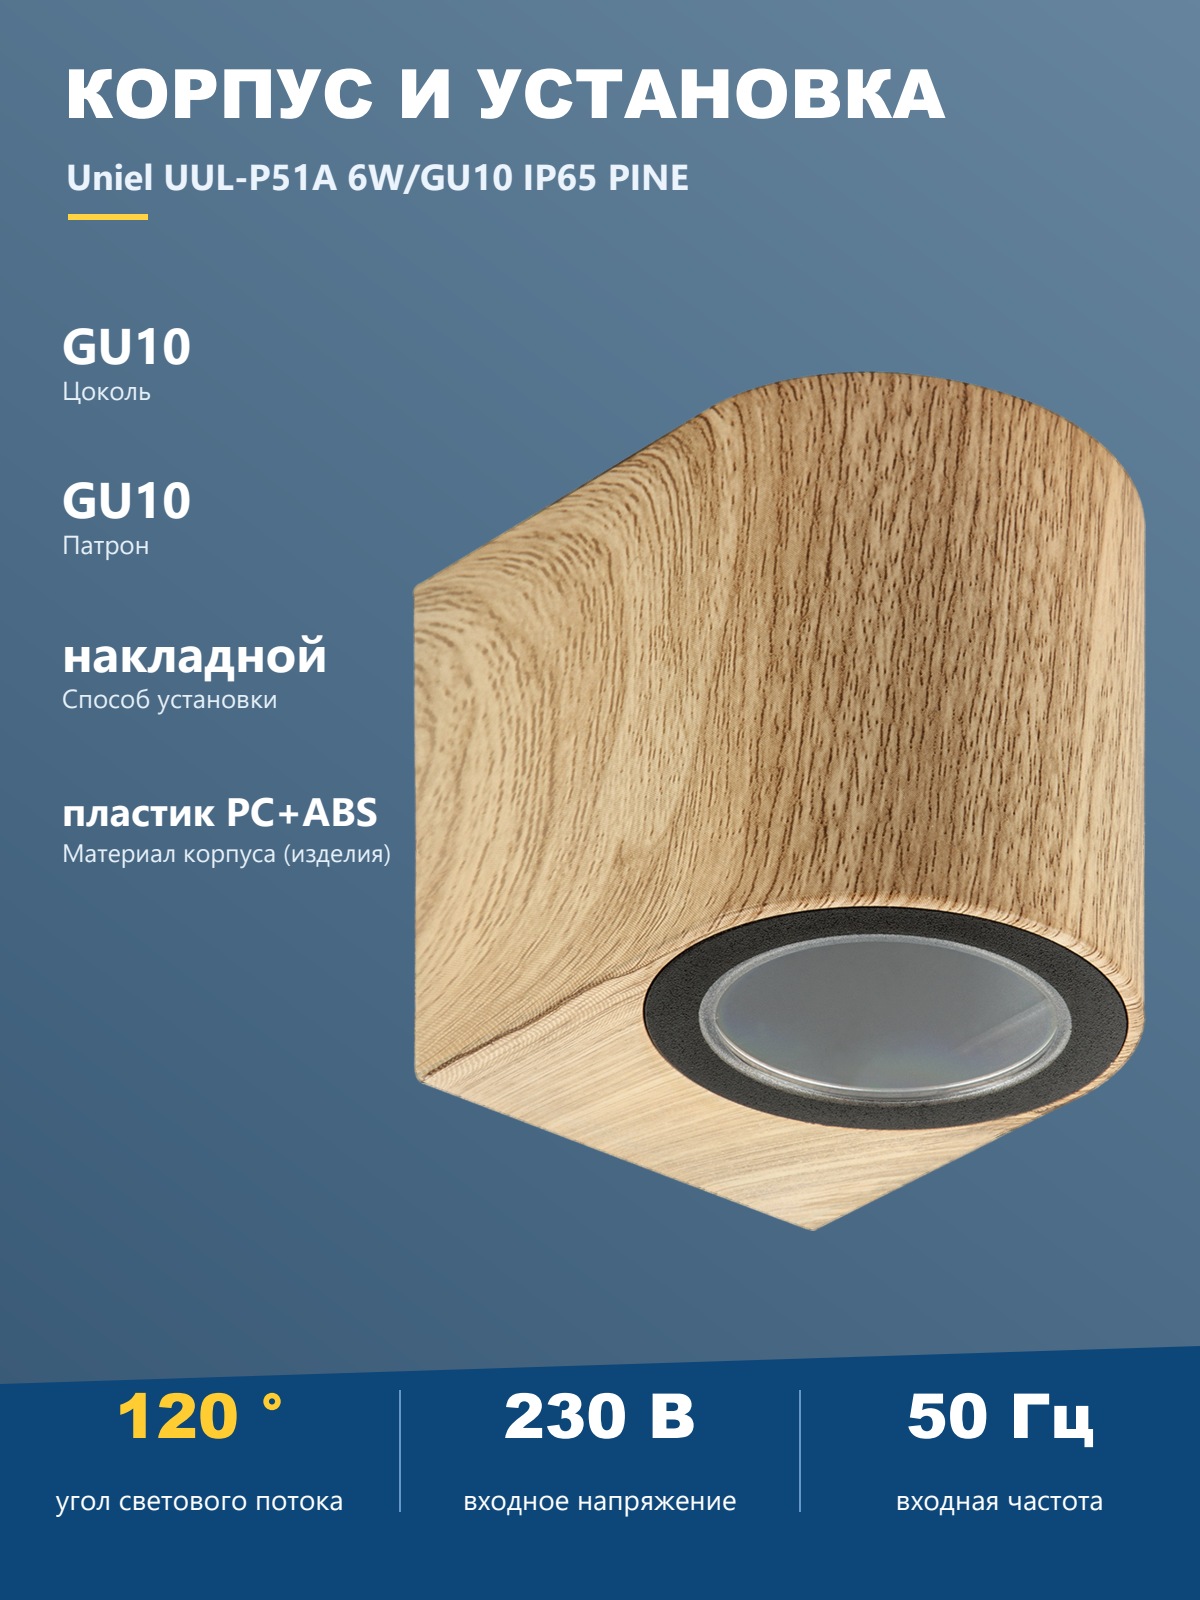 КОРПУС И УСТАНОВКА
Uniel UUL-P51A 6W/GU10 IP65 PINE
GU10
Цоколь
GU10
Патрон
накладной
Способ установки
пластик PC+ABS
Материал корпуса (изделия)
120 °
угол светового потока
230 В
входное напряжение
50 Гц
входная частота